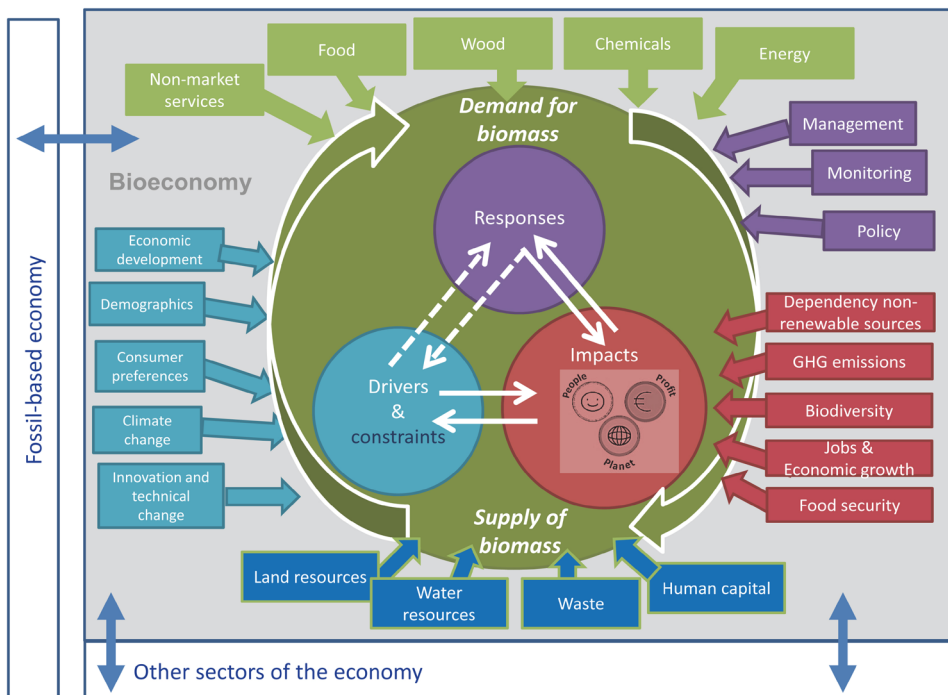 Fossil-based economy
Bioeconomy
Non-market
services
Food
Wood
Chemicals
Energy
Management
Monitoring
Policy
Demand for
biomass
Responses
Economic
development
Demographics
Consumer
preferences
Climate
change
Innovation and
technical
change
Drivers
&
constraints
Impacts
People
Profit
Planet
Dependency non-
renewable sources
GHG emissions
Biodiversity
Jobs &
Economic growth
Food security
Supply of
biomass
Land resources
Water
resources
Waste
Human capital
Other sectors of the economy